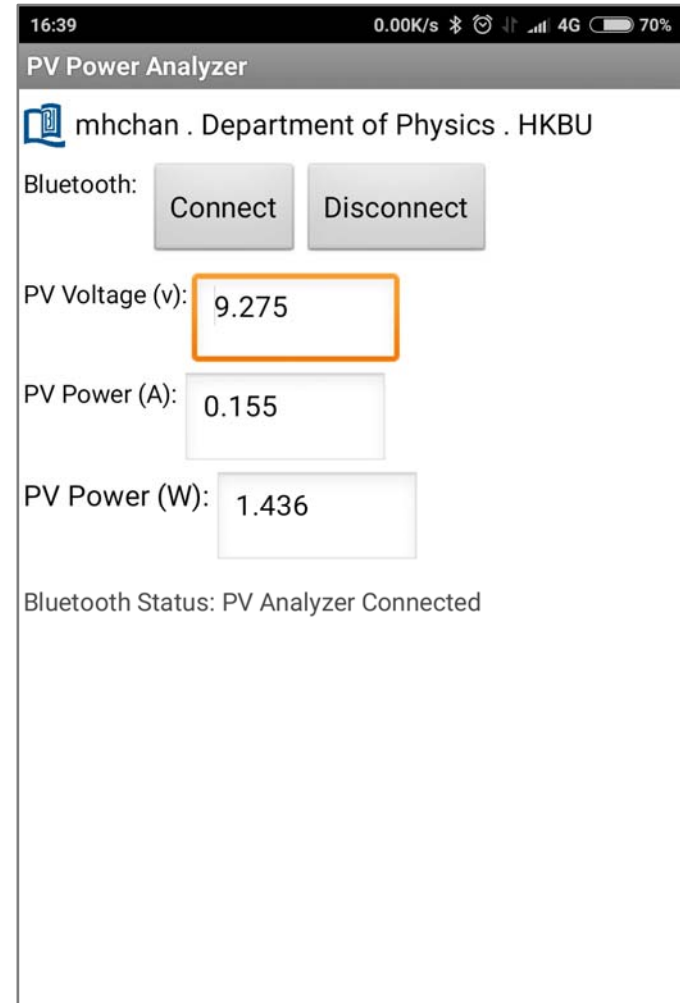 16:39 0.00K/s 4G 70%
PV Power Analyzer
mhchan . Department of Physics . HKBU
Bluetooth: Connect Disconnect
PV Voltage (v): 9.275
PV Power (A): 0.155
PV Power (W): 1.436
Bluetooth Status: PV Analyzer Connected